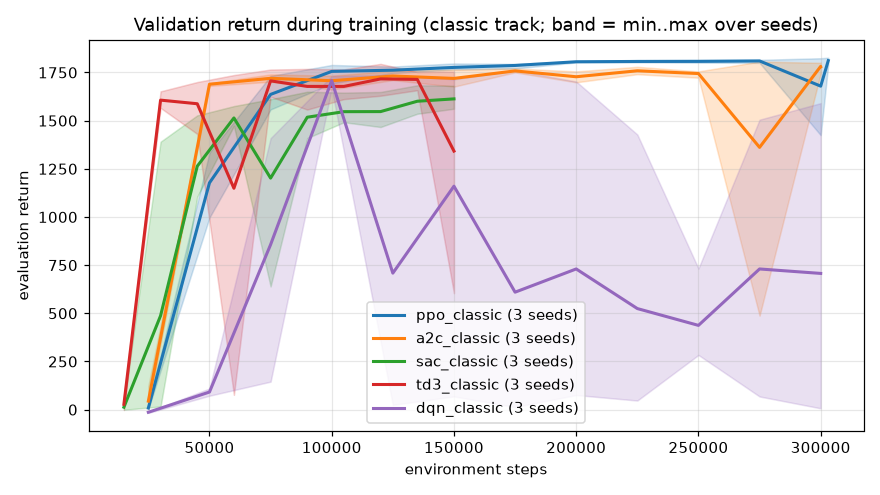 Validation return during training (classic track; band = min..max over seeds)
evaluation return
1750
1500
1250
1000
750
500
250
0
ppo_classic (3 seeds)
a2c_classic (3 seeds)
sac_classic (3 seeds)
td3_classic (3 seeds)
dqn_classic (3 seeds)
50000 100000 150000 200000 250000 300000
environment steps